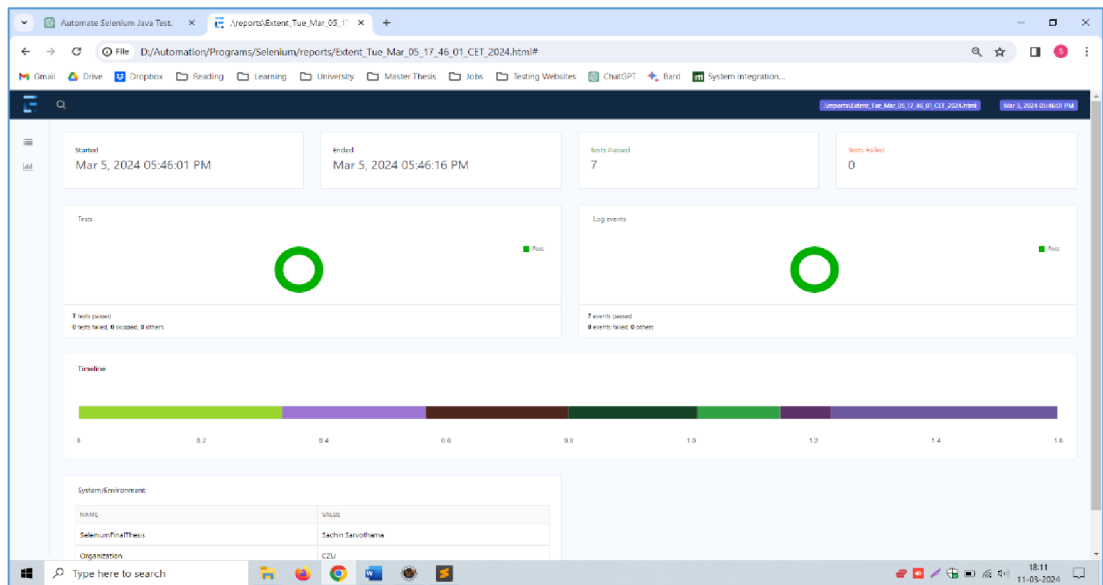 Automate Selenium Java Test.
.\reports\Extent_Tue_Mar_05_17
File D:/Automation/Programs/Selenium/reports/Extent_Tue_Mar_05_17_46_01_CET_2024.html#
S
Gmail Drive Dropbox Reading Learning University Master Thesis Jobs Testing Websites ChatGPT Bard System Integration...
.\reports\Extent_Tue_Mar_05_17_46_01_CET_2024.html Mar 5, 2024 05:46:01 PM
Started Ended Tests Passed Tests Failed
Mar 5, 2024 05:46:01 PM Mar 5, 2024 05:46:16 PM 7 0
Tests Log events
Pass Pass
7 tests passed 7 events passed
0 tests failed, 0 skipped, 0 others 0 events failed, 0 others
Timeline
0 0.2 0.4 0.6 0.8 1.0 1.2 1.4 1.6
System/Environment
NAME VALUE
SeleniumFinalThesis Sachin Sarvothama
Organization CZU
Type here to search
18:11
11-03-2024